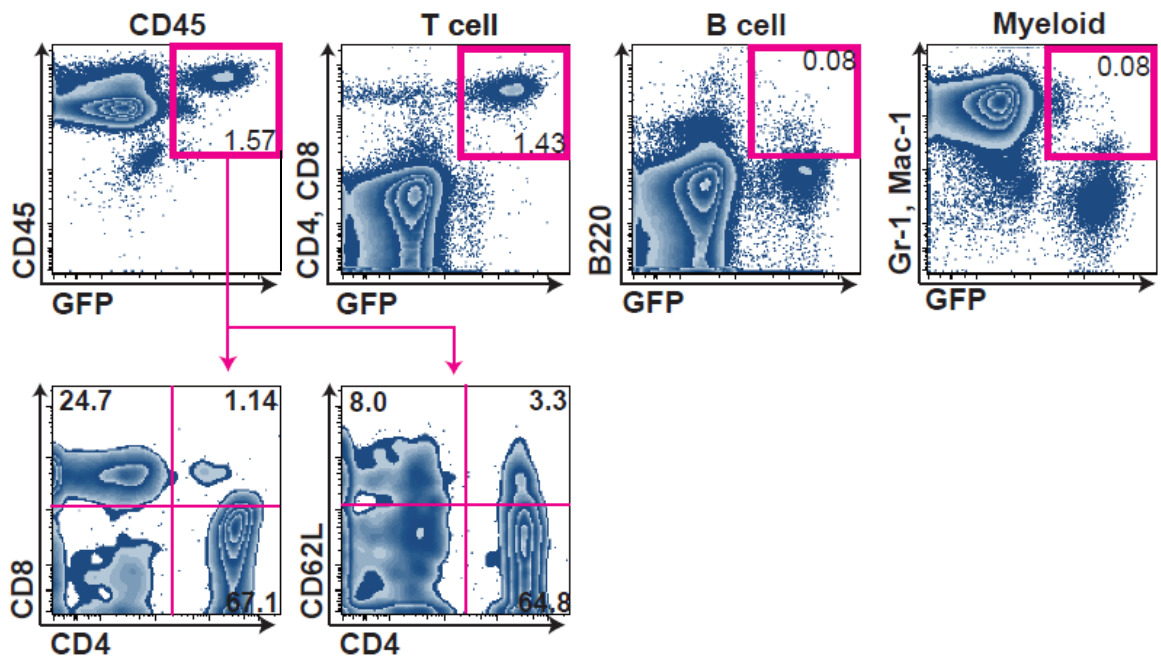 CD45
T cell
B cell
Myeloid
CD45
1.57
GFP
CD4, CD8
1.43
GFP
B220
0.08
GFP
Gr-1, Mac-1
0.08
GFP
CD8
24.7
1.14
67.1
CD4
CD62L
8.0
3.3
64.8
CD4